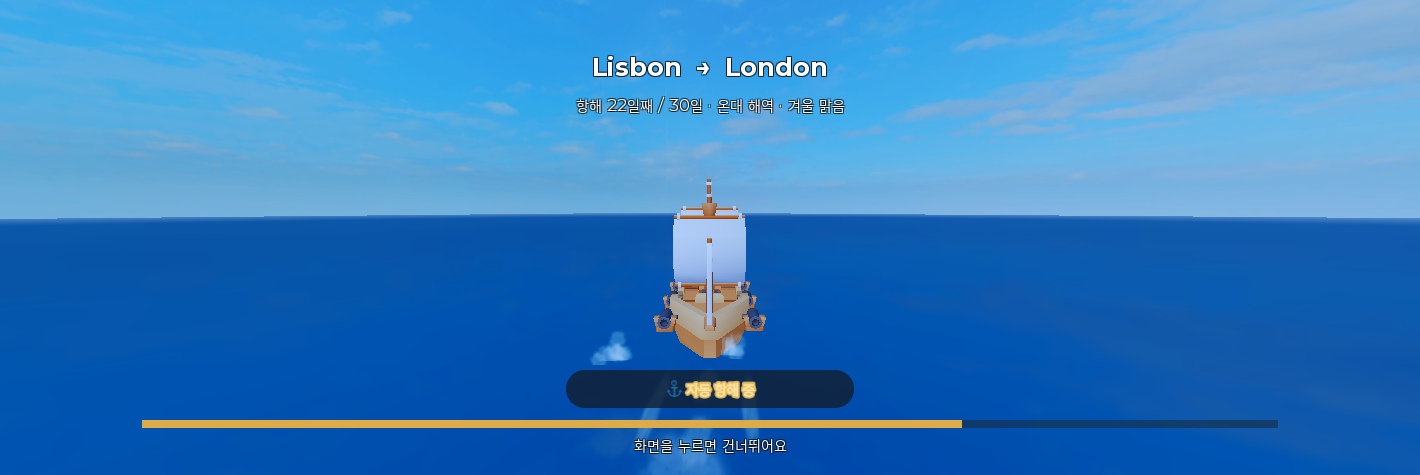 Lisbon → London
항해 22일째 / 30일 · 온대 해역 · 겨울 맑음
⚓ 자동 항해 중
화면을 누르면 건너뛰어요